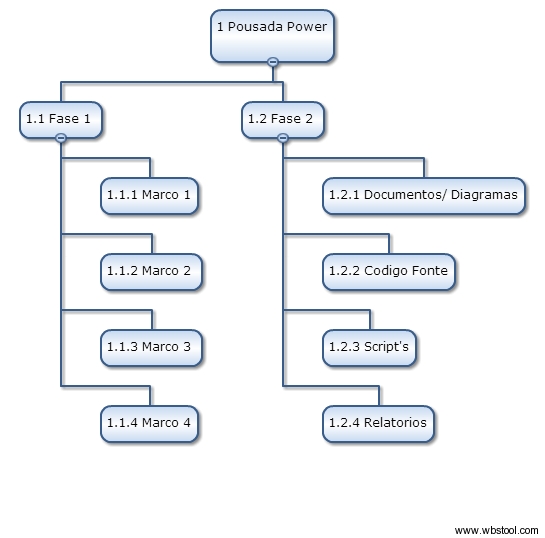 1 Pousada Power
1.1 Fase 1
1.2 Fase 2
1.1.1 Marco 1
1.2.1 Documentos/ Diagramas
1.1.2 Marco 2
1.2.2 Codigo Fonte
1.1.3 Marco 3
1.2.3 Script's
1.1.4 Marco 4
1.2.4 Relatorios
www.wbstool.com